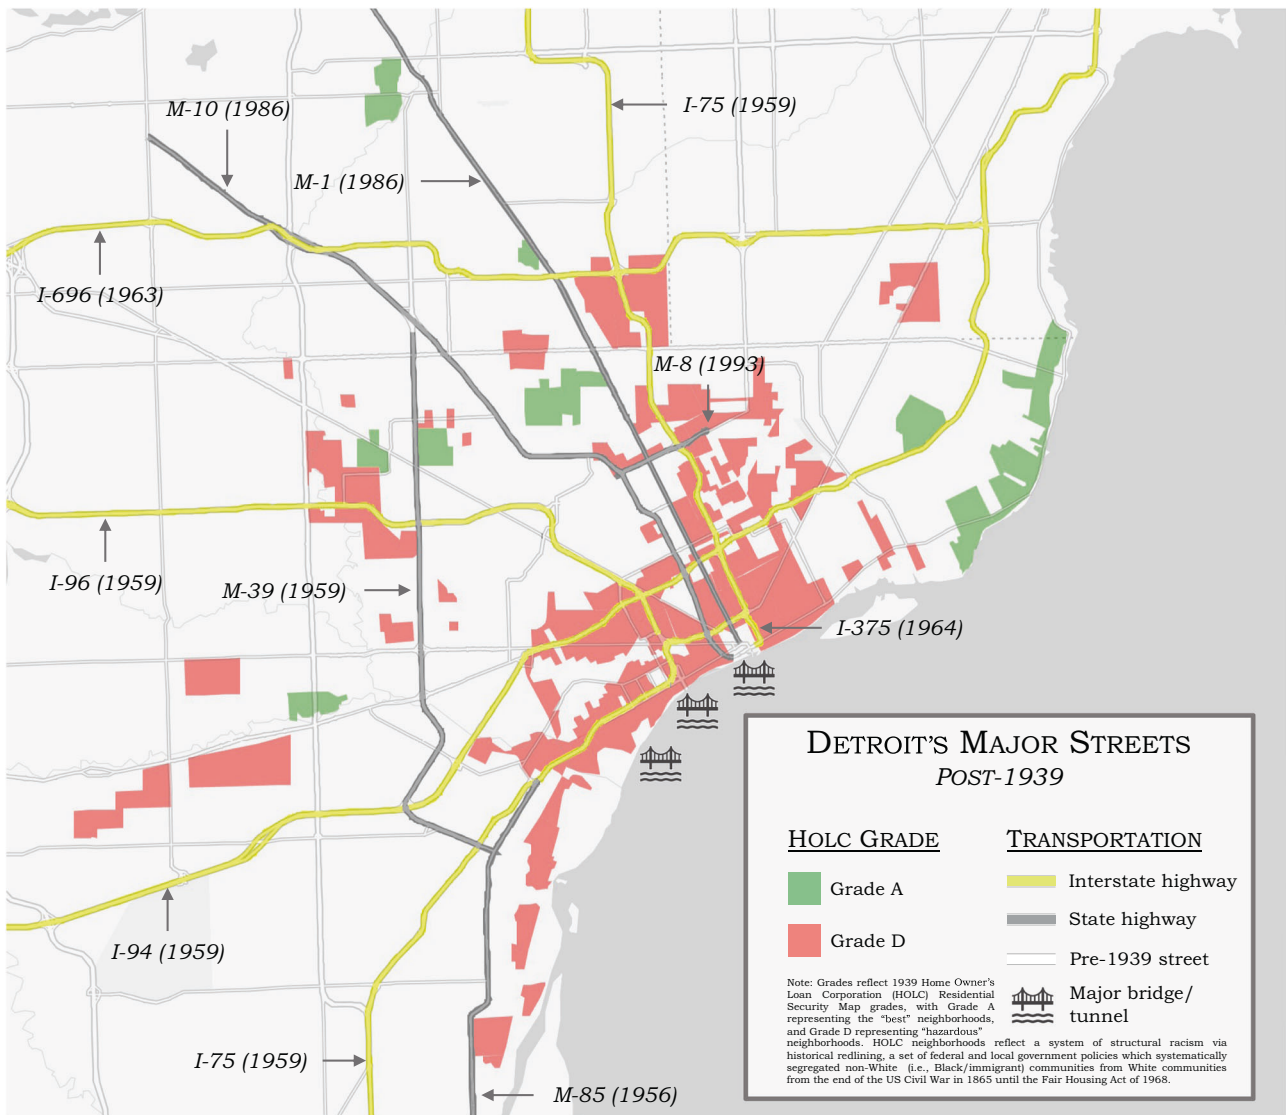 M-10 (1986)
I-75 (1959)
M-1 (1986)
I-696 (1963)
M-8 (1993)
I-96 (1959)
M-39 (1959)
I-375 (1964)
I-94 (1959)
I-75 (1959)
M-85 (1956)
DETROIT'S MAJOR STREETS
POST-1939
HOLC GRADE
Grade A
Grade D
TRANSPORTATION
Interstate highway
State highway
Pre-1939 street
Major bridge/
tunnel
Note: Grades reflect 1939 Home Owner's
Loan Corporation (HOLC) Residential
Security Map grades, with Grade A
representing the "best" neighborhoods,
and Grade D representing "hazardous"
neighborhoods. HOLC neighborhoods reflect a system of structural racism via
historical redlining, a set of federal and local government policies which systematically
segregated non-White (i.e., Black/immigrant) communities from White communities
from the end of the US Civil War in 1865 until the Fair Housing Act of 1968.